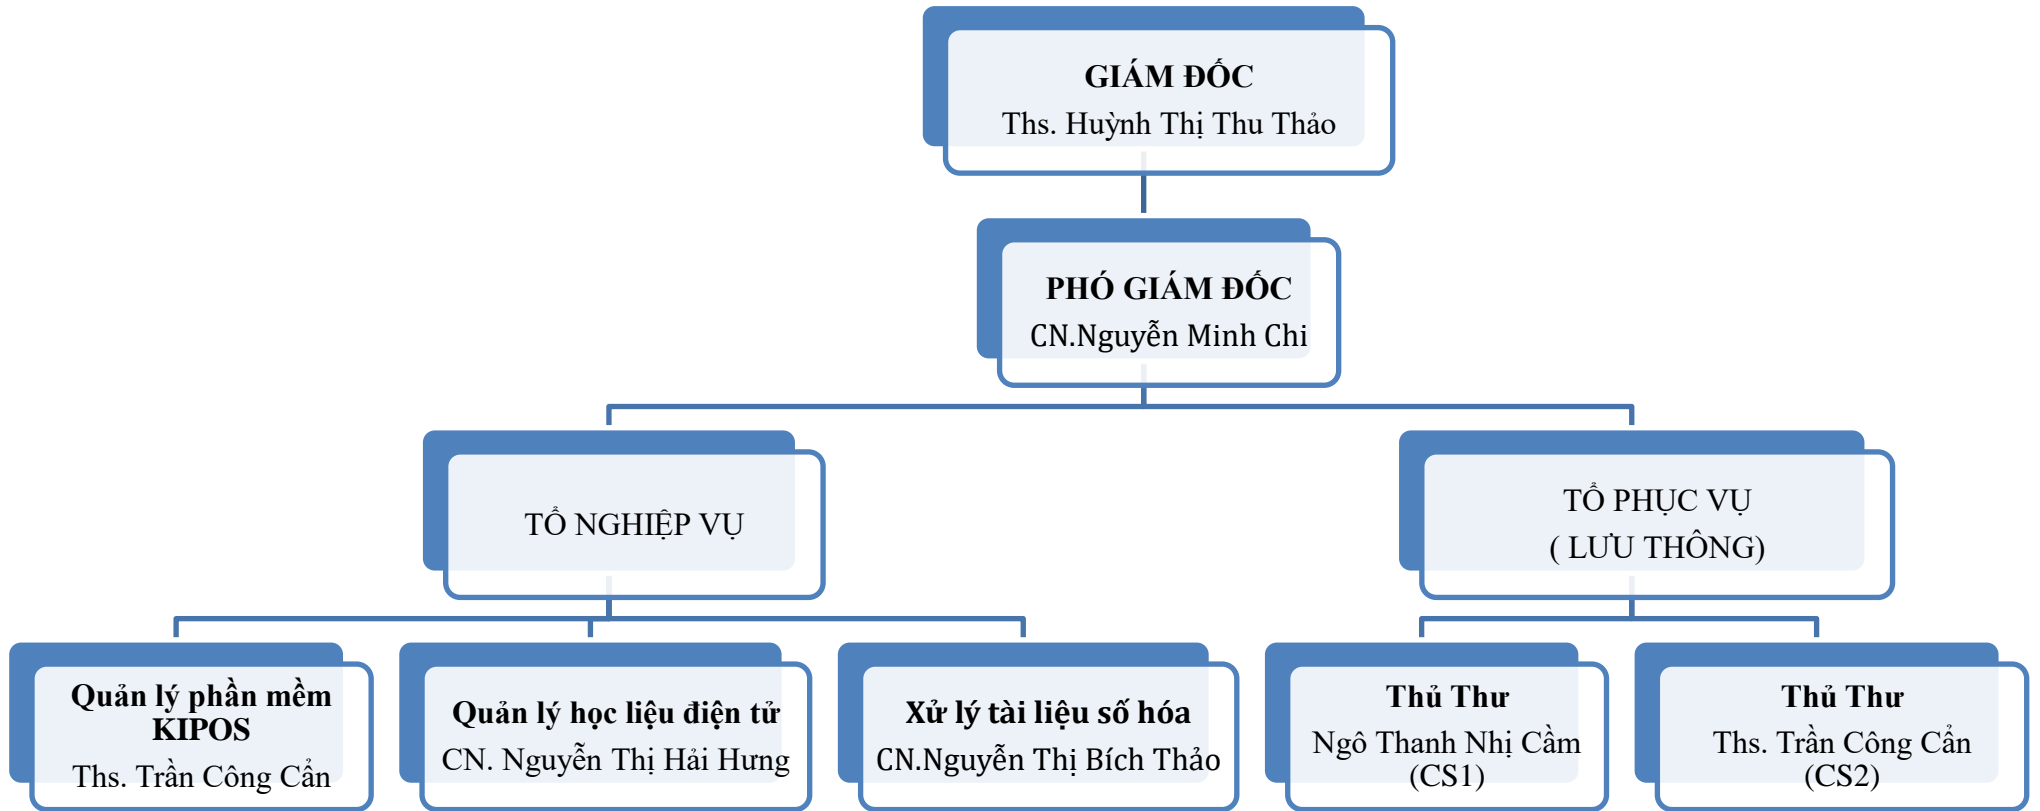 GIÁM ĐỐC
Ths. Huỳnh Thị Thu Thảo
PHÓ GIÁM ĐỐC
CN.Nguyễn Minh Chi
TỔ NGHIỆP VỤ
TỔ PHỤC VỤ
( LƯU THÔNG)
Quản lý phần mềm
KIPOS
Ths. Trần Công Cẩn
Quản lý học liệu điện tử
CN. Nguyễn Thị Hải Hưng
Xử lý tài liệu số hóa
CN.Nguyễn Thị Bích Thảo
Thủ Thư
Ngô Thanh Nhị Cầm
(CS1)
Thủ Thư
Ths. Trần Công Cẩn
(CS2)